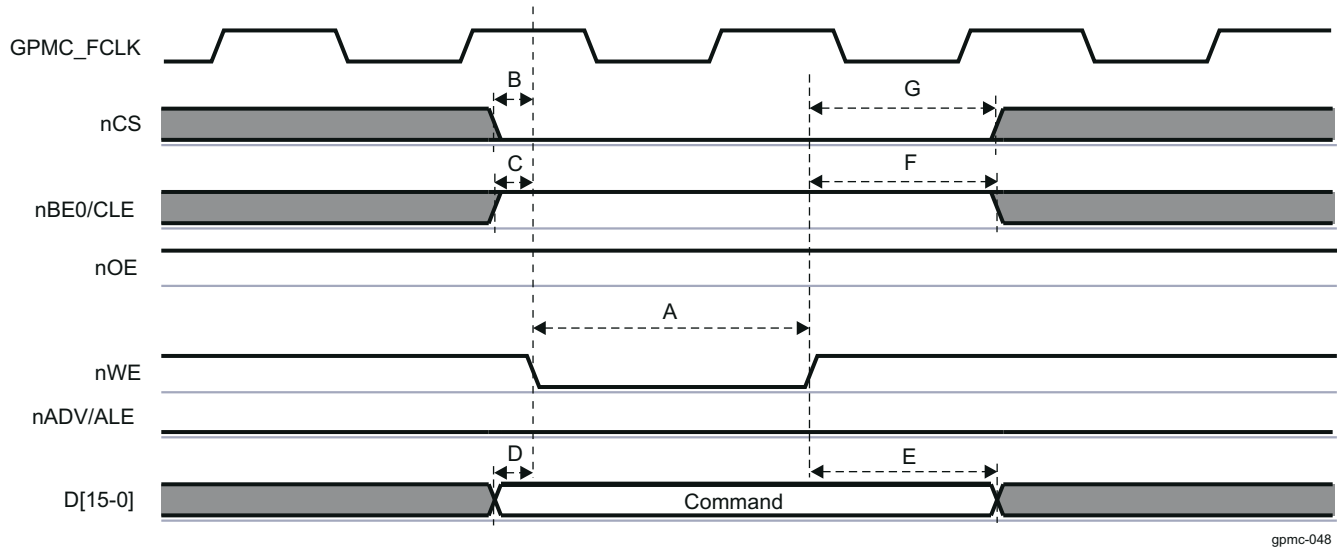 GPMC_FCLK
B
G
nCS
C
F
nBE0/CLE
nOE
A
nWE
nADV/ALE
D
E
D[15-0]
Command
gpmc-048